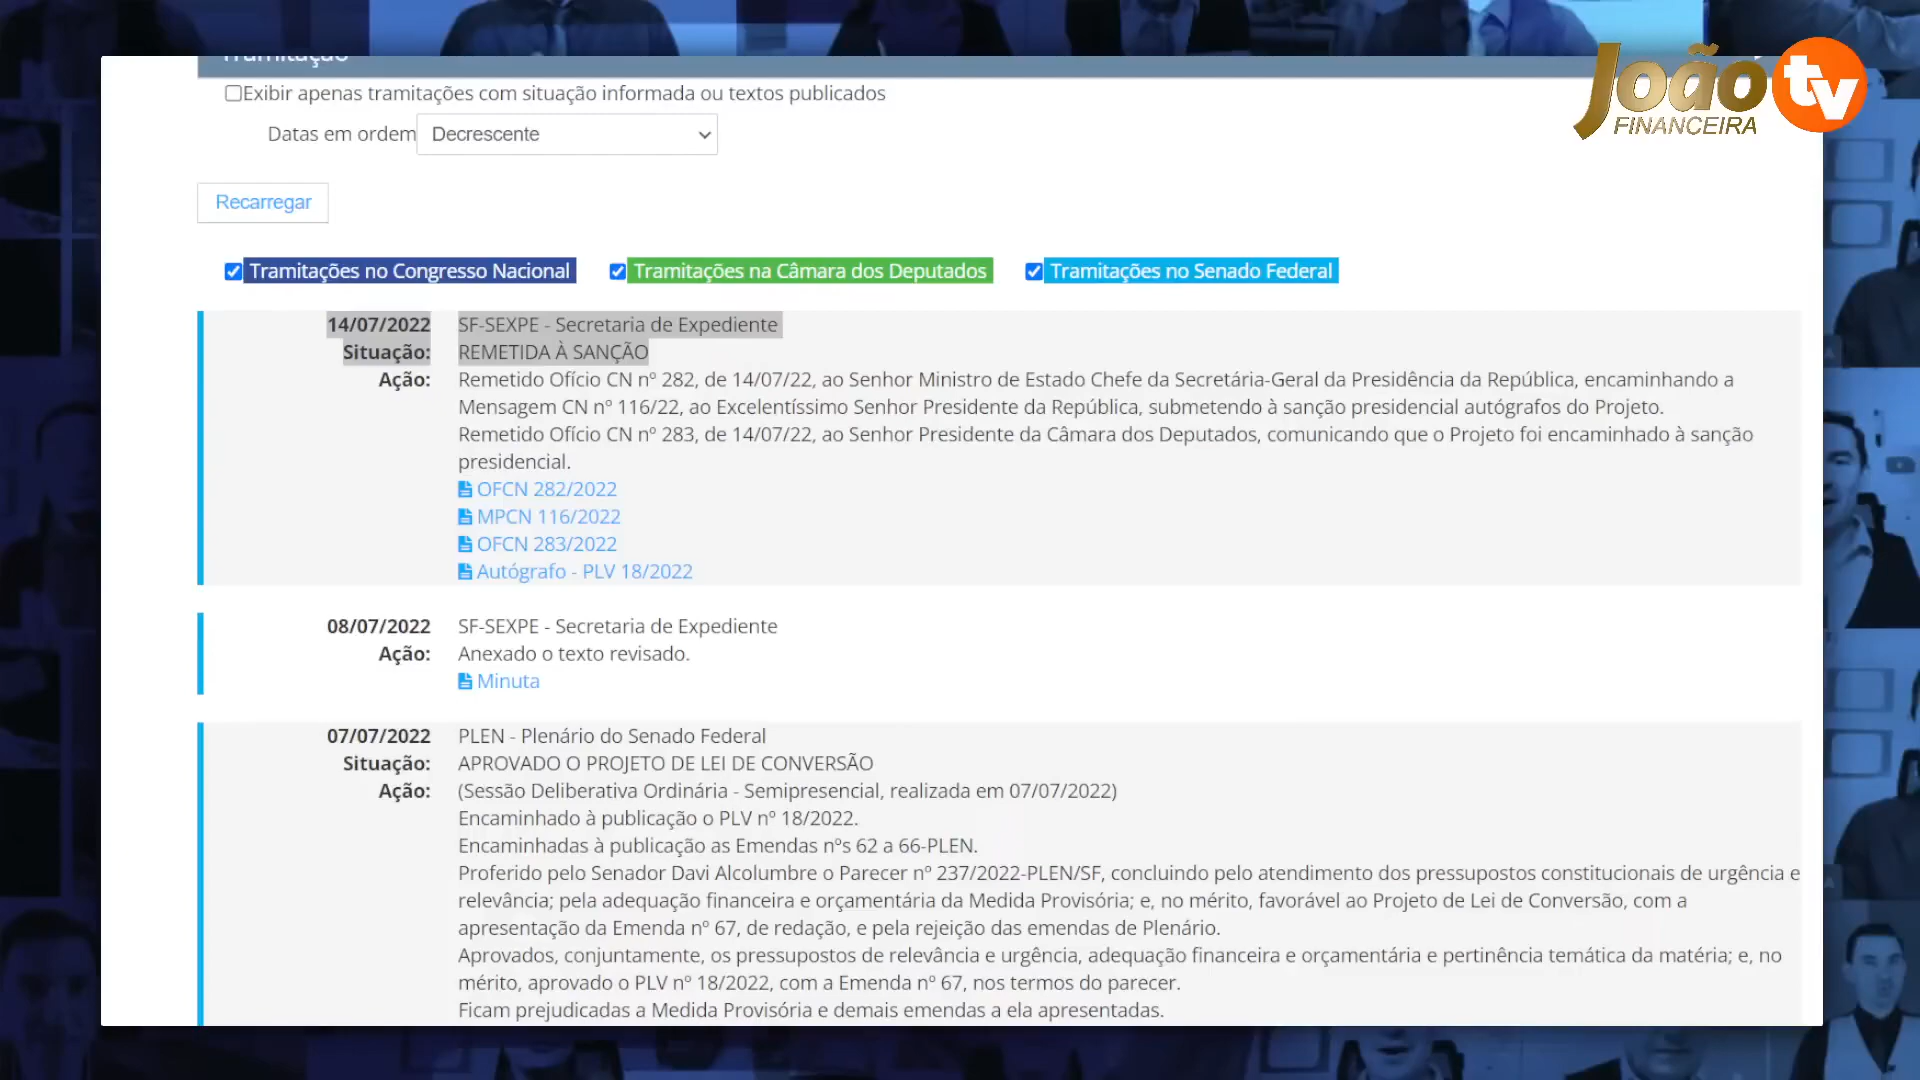 Tramitação
Exibir apenas tramitações com situação informada ou textos publicados
Datas em ordem Decrescente
Recarregar
Tramitações no Congresso Nacional Tramitações na Câmara dos Deputados Tramitações no Senado Federal
14/07/2022 SF-SEXPE - Secretaria de Expediente
Situação: REMETIDA À SANÇÃO
Ação: Remetido Ofício CN nº 282, de 14/07/22, ao Senhor Ministro de Estado Chefe da Secretária-Geral da Presidência da República, encaminhando a
Mensagem CN nº 116/22, ao Excelentíssimo Senhor Presidente da República, submetendo à sanção presidencial autógrafos do Projeto.
Remetido Ofício CN nº 283, de 14/07/22, ao Senhor Presidente da Câmara dos Deputados, comunicando que o Projeto foi encaminhado à sanção
presidencial.
OFCN 282/2022
MPCN 116/2022
OFCN 283/2022
Autógrafo - PLV 18/2022
08/07/2022 SF-SEXPE - Secretaria de Expediente
Ação: Anexado o texto revisado.
Minuta
07/07/2022 PLEN - Plenário do Senado Federal
Situação: APROVADO O PROJETO DE LEI DE CONVERSÃO
Ação: (Sessão Deliberativa Ordinária - Semipresencial, realizada em 07/07/2022)
Encaminhado à publicação o PLV nº 18/2022.
Encaminhadas à publicação as Emendas nºs 62 a 66-PLEN.
Proferido pelo Senador Davi Alcolumbre o Parecer nº 237/2022-PLEN/SF, concluindo pelo atendimento dos pressupostos constitucionais de urgência e
relevância; pela adequação financeira e orçamentária da Medida Provisória; e, no mérito, favorável ao Projeto de Lei de Conversão, com a
apresentação da Emenda nº 67, de redação, e pela rejeição das emendas de Plenário.
Aprovados, conjuntamente, os pressupostos de relevância e urgência, adequação financeira e orçamentária e pertinência temática da matéria; e, no
mérito, aprovado o PLV nº 18/2022, com a Emenda nº 67, nos termos do parecer.
Ficam prejudicadas a Medida Provisória e demais emendas a ela apresentadas.
João tv
FINANCEIRA